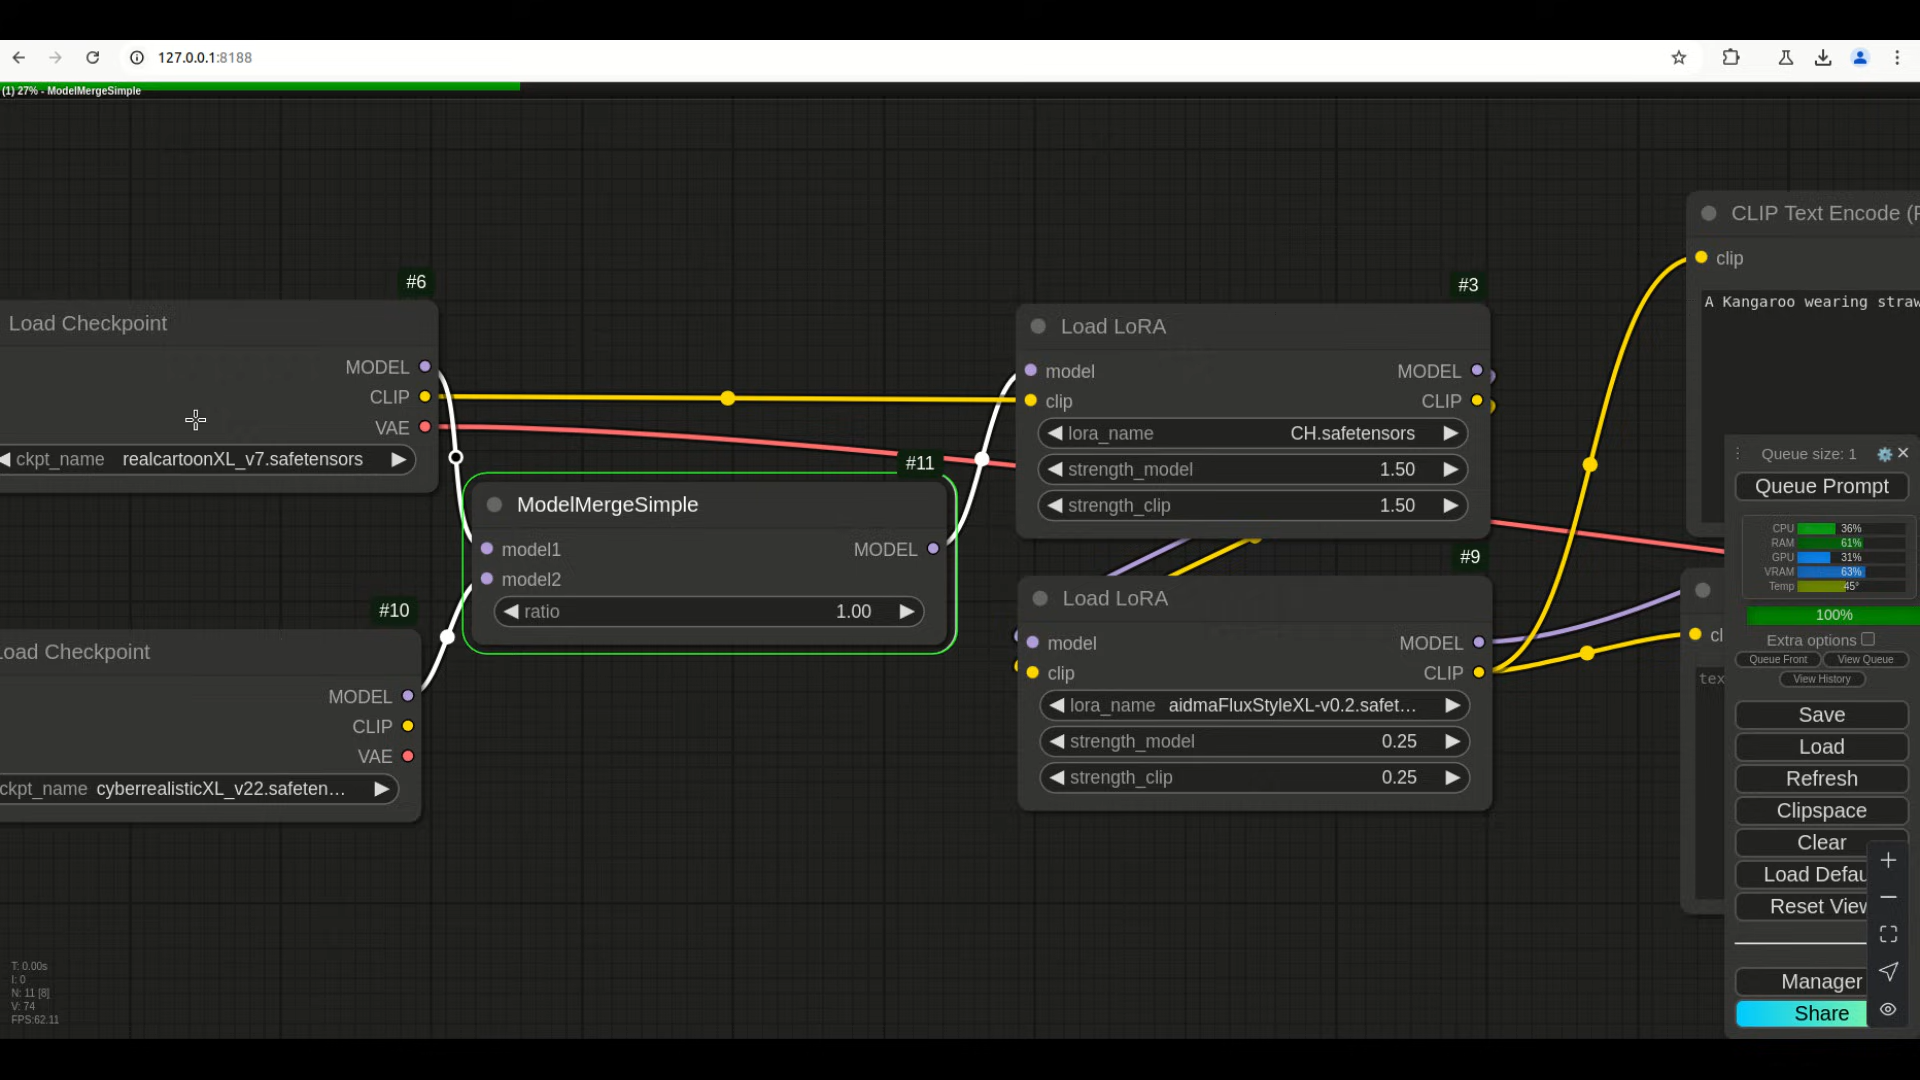 127.0.0.1:8188
(1) 27% - ModelMergeSimple
#6
Load Checkpoint
MODEL
CLIP
VAE
ckpt_name realcartoonXL_v7.safetensors
#10
Load Checkpoint
MODEL
CLIP
VAE
ckpt_name cyberrealisticXL_v22.safeten...
#11
ModelMergeSimple
model1 MODEL
model2
ratio 1.00
#3
Load LoRA
model MODEL
clip CLIP
lora_name CH.safetensors
strength_model 1.50
strength_clip 1.50
#9
Load LoRA
model MODEL
clip CLIP
lora_name aidmaFluxStyleXL-v0.2.safet...
strength_model 0.25
strength_clip 0.25
CLIP Text Encode (P
clip
A Kangaroo wearing straw
cl
tex
Queue size: 1
Queue Prompt
CPU 36%
RAM 61%
GPU 31%
VRAM 63%
Temp 45°
100%
Extra options
Queue Front View Queue
View History
Save
Load
Refresh
Clipspace
Clear
Load Defau
Reset View
Manager
Share
T: 0.00s
I: 0
N: 11 [8]
V: 74
FPS:62.11